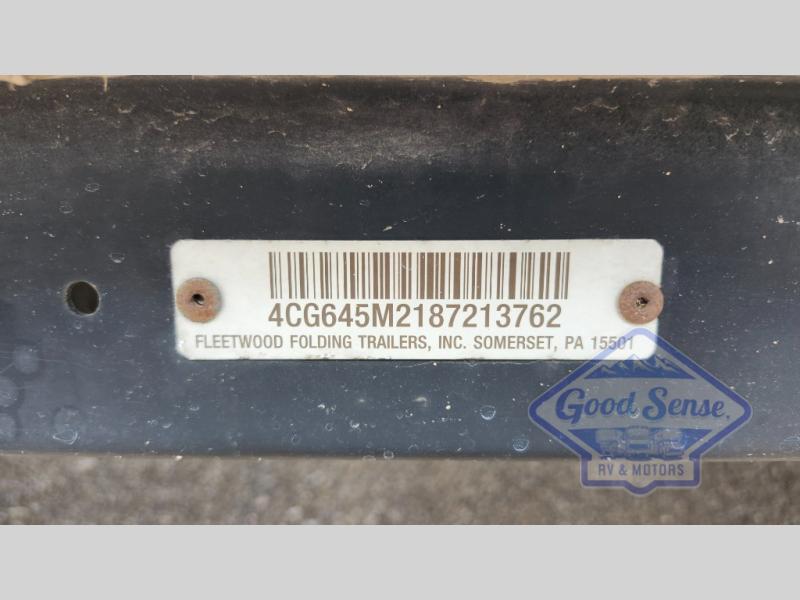 4CG645M2187213762
FLEETWOOD FOLDING TRAILERS, INC. SOMERSET, PA 15501
Good Sense
RV & MOTORS